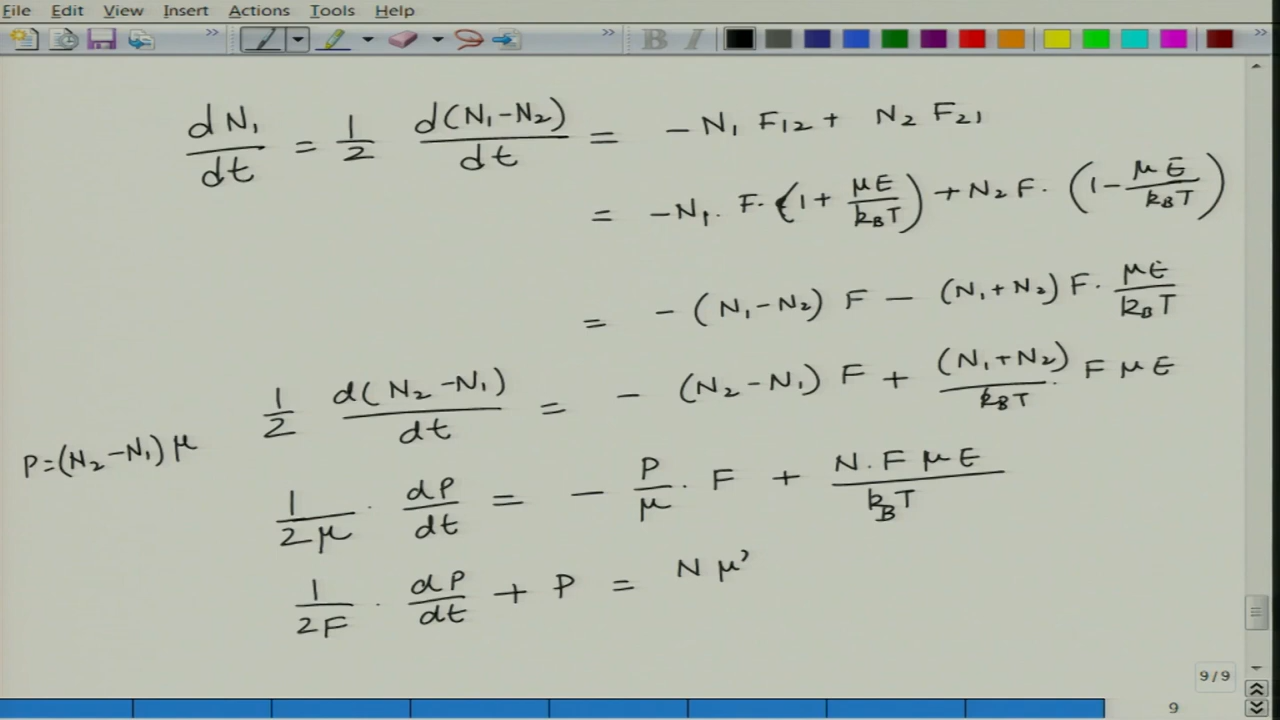 File Edit View Insert Actions Tools Help
dN₁/dt = 1/2 d(N₁-N₂)/dt = -N₁ F₁₂ + N₂ F₂₁
= -N₁. F. (1 + μE/k_BT) + N₂ F. (1 - μE/k_BT)
= -(N₁-N₂) F - (N₁+N₂) F. μE/k_BT
1/2 d(N₂-N₁)/dt = -(N₂-N₁) F + (N₁+N₂)/k_BT . F μE
P=(N₂-N₁) μ
1/2μ . dP/dt = - P/μ . F + N.F μE/k_BT
1/2F . dP/dt + P = N μ²
9/9
9